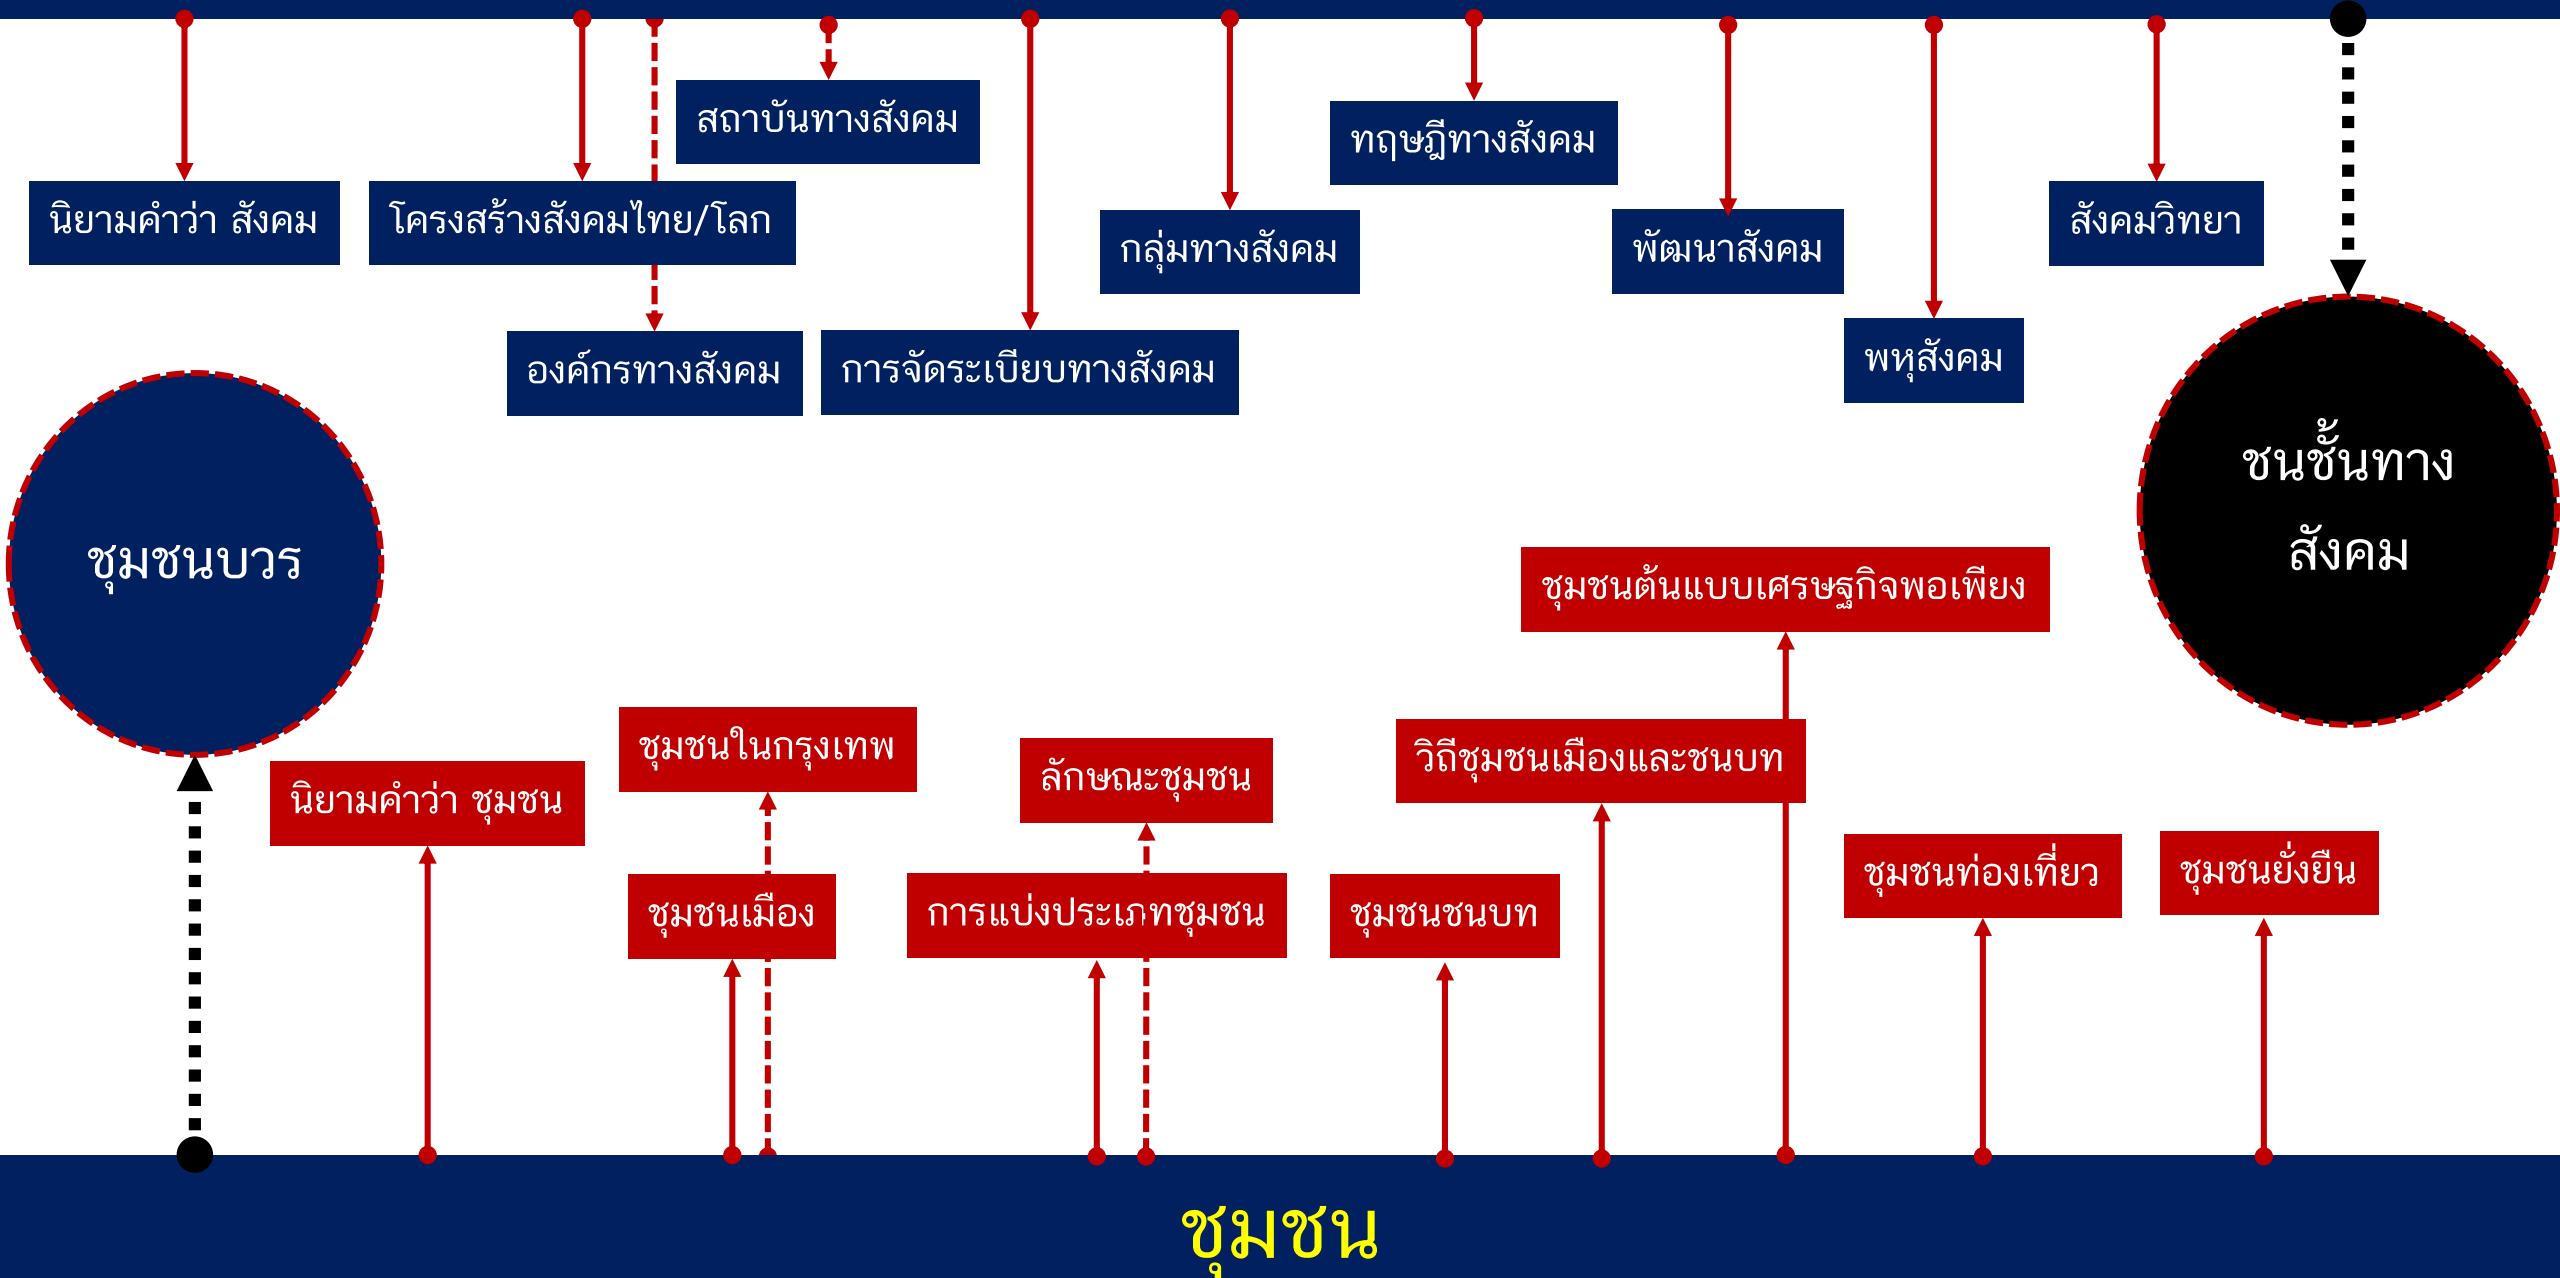 สถาบันทางสังคม
ทฤษฎีทางสังคม
นิยามคำว่า สังคม
โครงสร้างสังคมไทย/โลก
กลุ่มทางสังคม
พัฒนาสังคม
สังคมวิทยา
องค์กรทางสังคม
การจัดระเบียบทางสังคม
พหุสังคม
ชนชั้นทาง
สังคม
ชุมชนบวร
ชุมชนต้นแบบเศรษฐกิจพอเพียง
ชุมชนในกรุงเทพ
ลักษณะชุมชน
วิถีชุมชนเมืองและชนบท
นิยามคำว่า ชุมชน
ชุมชนเมือง
การแบ่งประเภทชุมชน
ชุมชนชนบท
ชุมชนท่องเที่ยว
ชุมชนยั่งยืน
ชุมชน